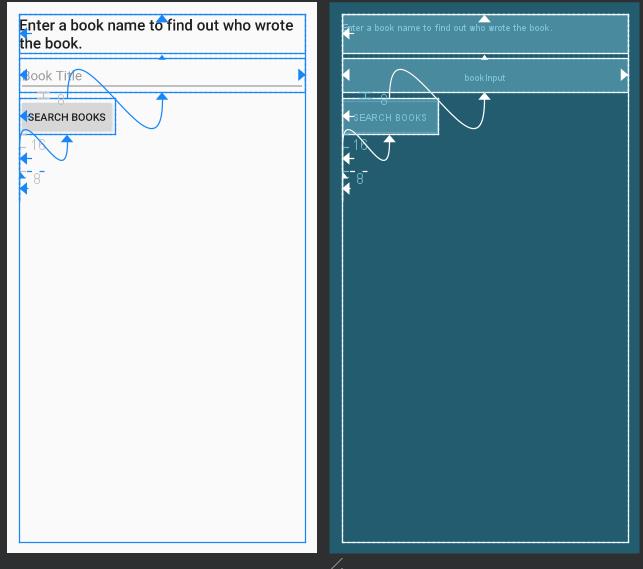 Enter a book name to find out who wrote
the book.
Book Title
8
SEARCH BOOKS
16
8
Enter a book name to find out who wrote the book.
bookInput
8
SEARCH BOOKS
16
8